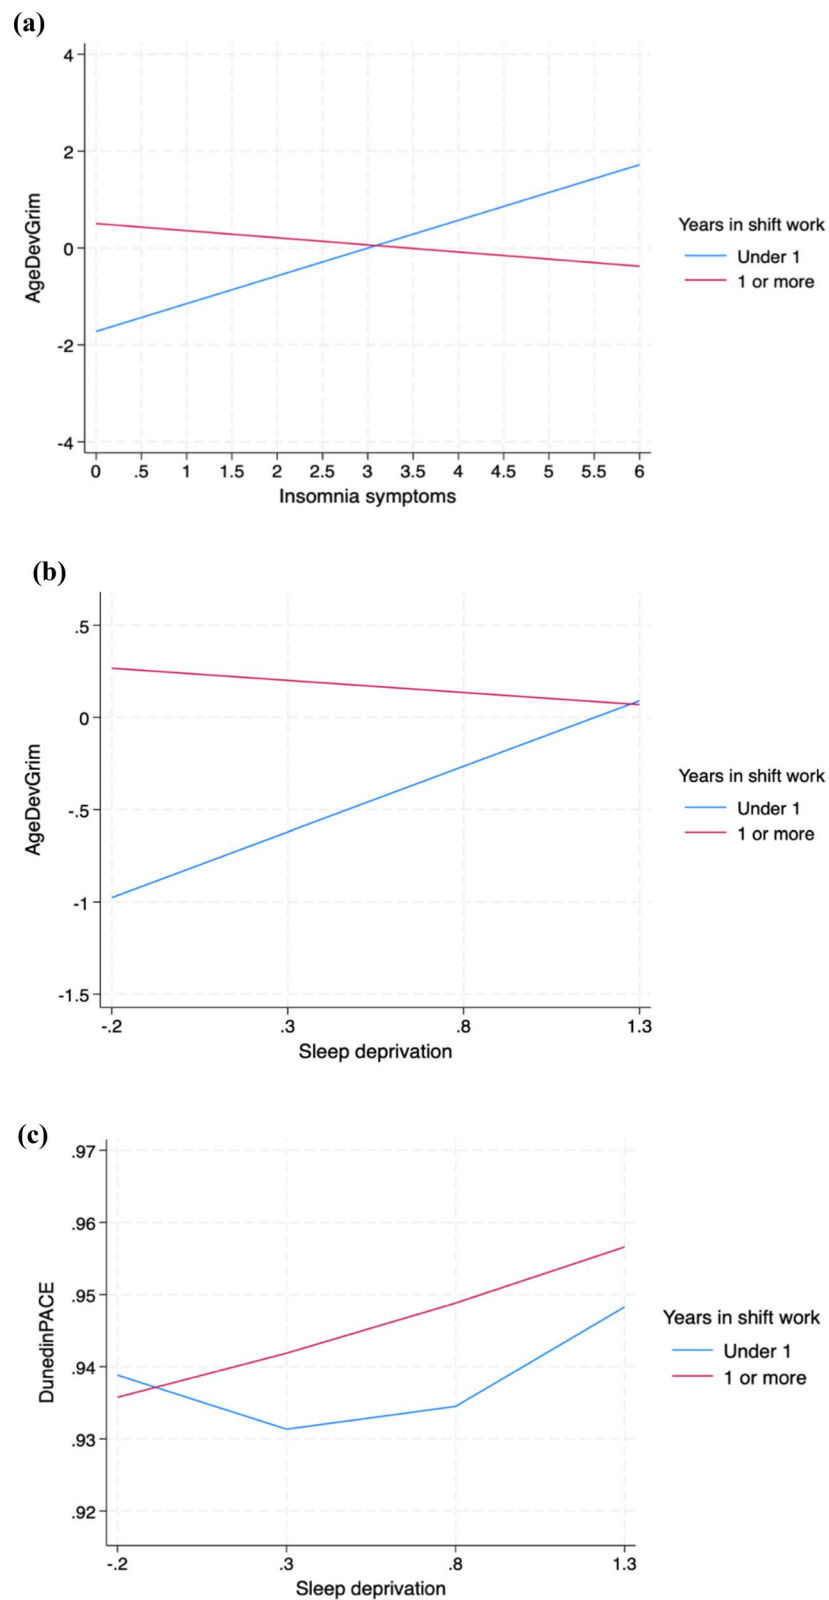 (a)
4
2
0
-2
-4
AgeDevGrim
0 .5 1 1.5 2 2.5 3 3.5 4 4.5 5 5.5 6
Insomnia symptoms
Years in shift work
Under 1
1 or more
(b)
.5
0
-.5
-1
-1.5
AgeDevGrim
-.2 .3 .8 1.3
Sleep deprivation
Years in shift work
Under 1
1 or more
(c)
.97
.96
.95
.94
.93
.92
DunedinPACE
-.2 .3 .8 1.3
Sleep deprivation
Years in shift work
Under 1
1 or more